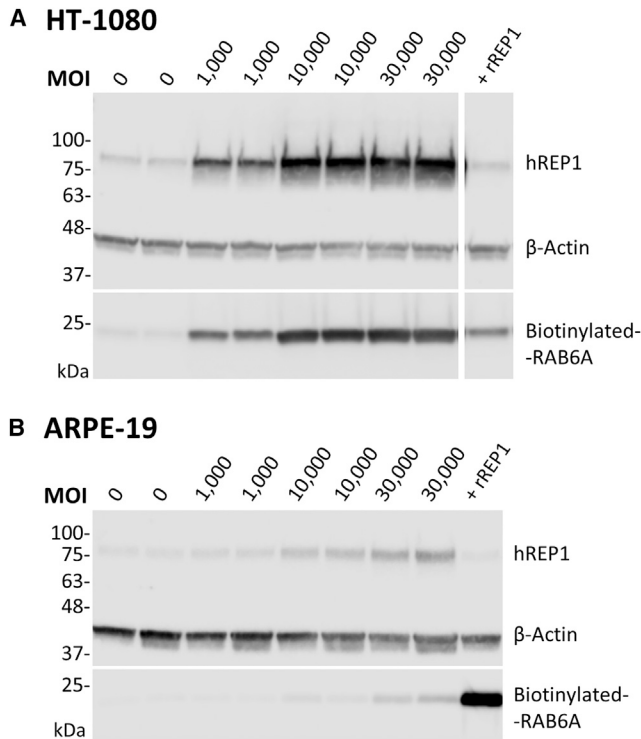 A HT-1080
MOI 0 0 1,000 1,000 10,000 10,000 30,000 30,000 + rREP1
100-
75-
63-
48-
37-
25-
kDa
hREP1
β-Actin
Biotinylated-
-RAB6A
B ARPE-19
MOI 0 0 1,000 1,000 10,000 10,000 30,000 30,000 + rREP1
100-
75-
63-
48-
37-
25-
kDa
hREP1
β-Actin
Biotinylated-
-RAB6A